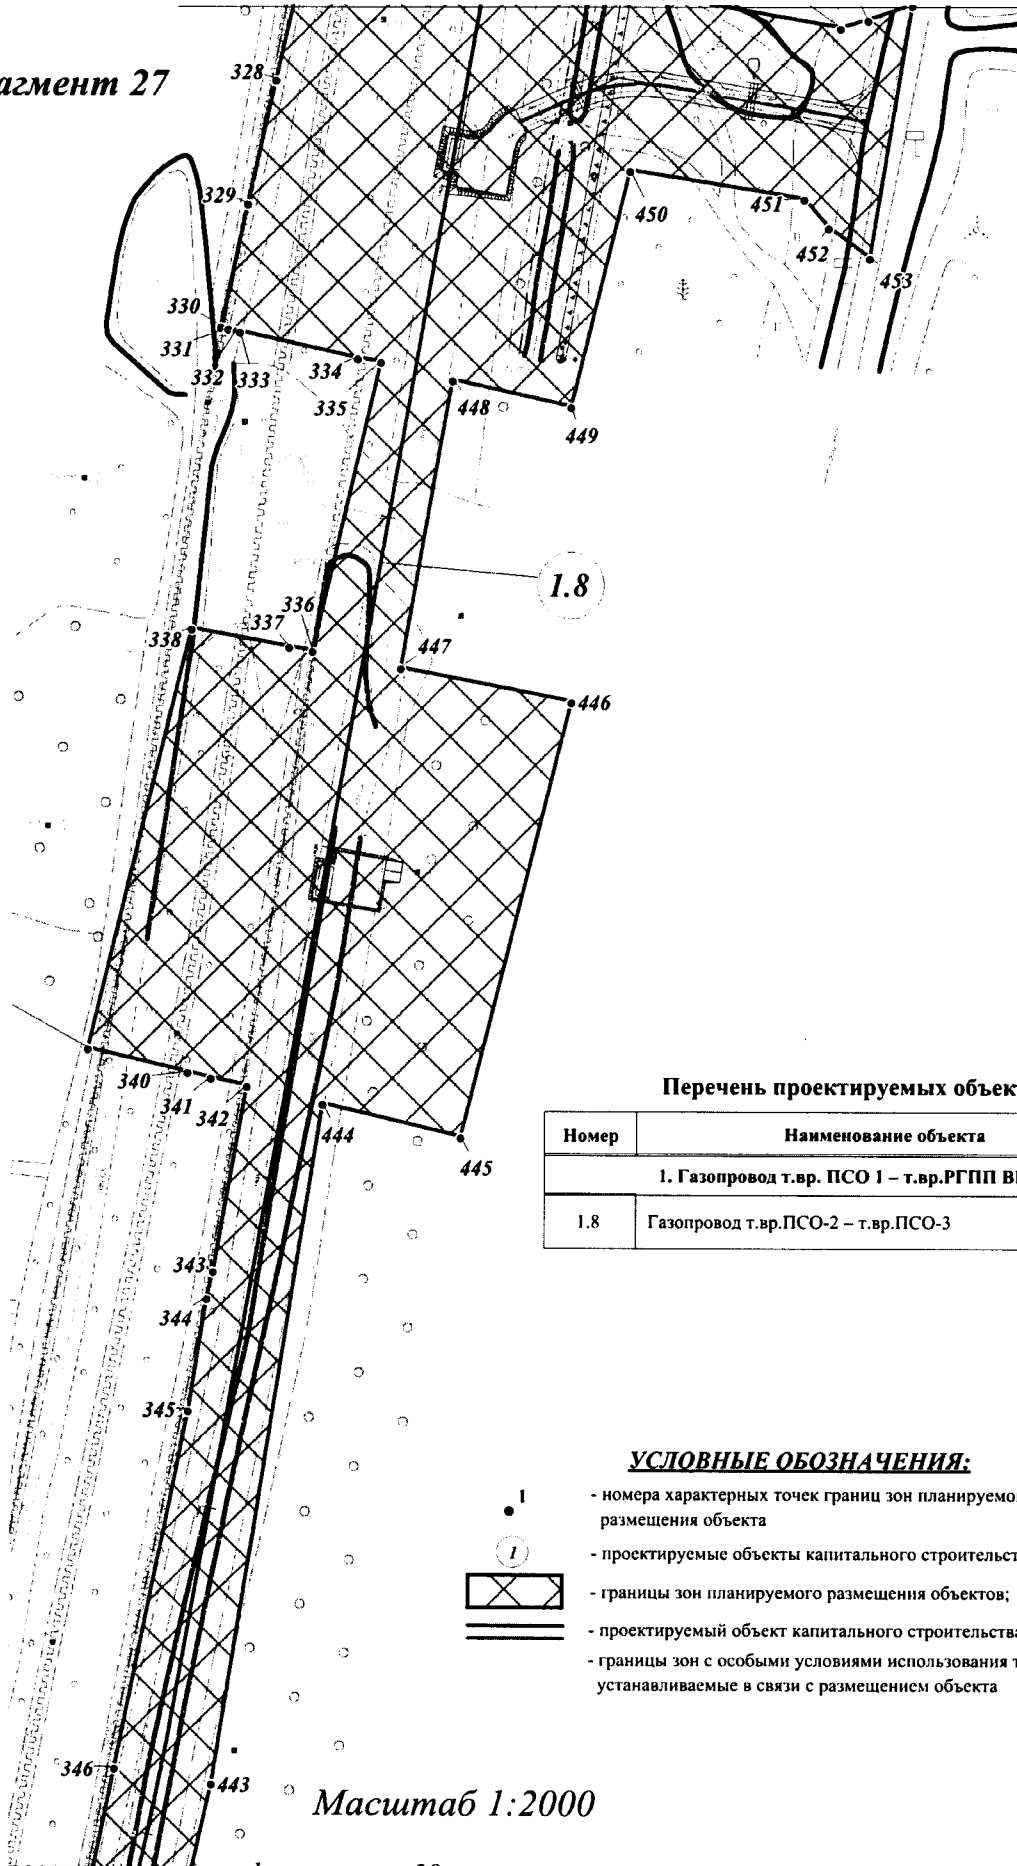 агмент 27
328
329
330
331
332
333
334
335
450
451
452
453
448
449
1.8
336
337
338
447
446
340
341
342
444
445
Перечень проектируемых объек
Номер
Наименование объекта
1. Газопровод т.вр. ПСО 1 – т.вр.РГПП В
1.8
Газопровод т.вр.ПСО-2 – т.вр.ПСО-3
343
344
345
УСЛОВНЫЕ ОБОЗНАЧЕНИЯ:
1
- номера характерных точек границ зон планируемо
размещения объекта
1
- проектируемые объекты капитального строительст
- границы зон планируемого размещения объектов;
- проектируемый объект капитального строительства
- границы зон с особыми условиями использования т
устанавливаемые в связи с размещением объекта
346
443
Масштаб 1:2000